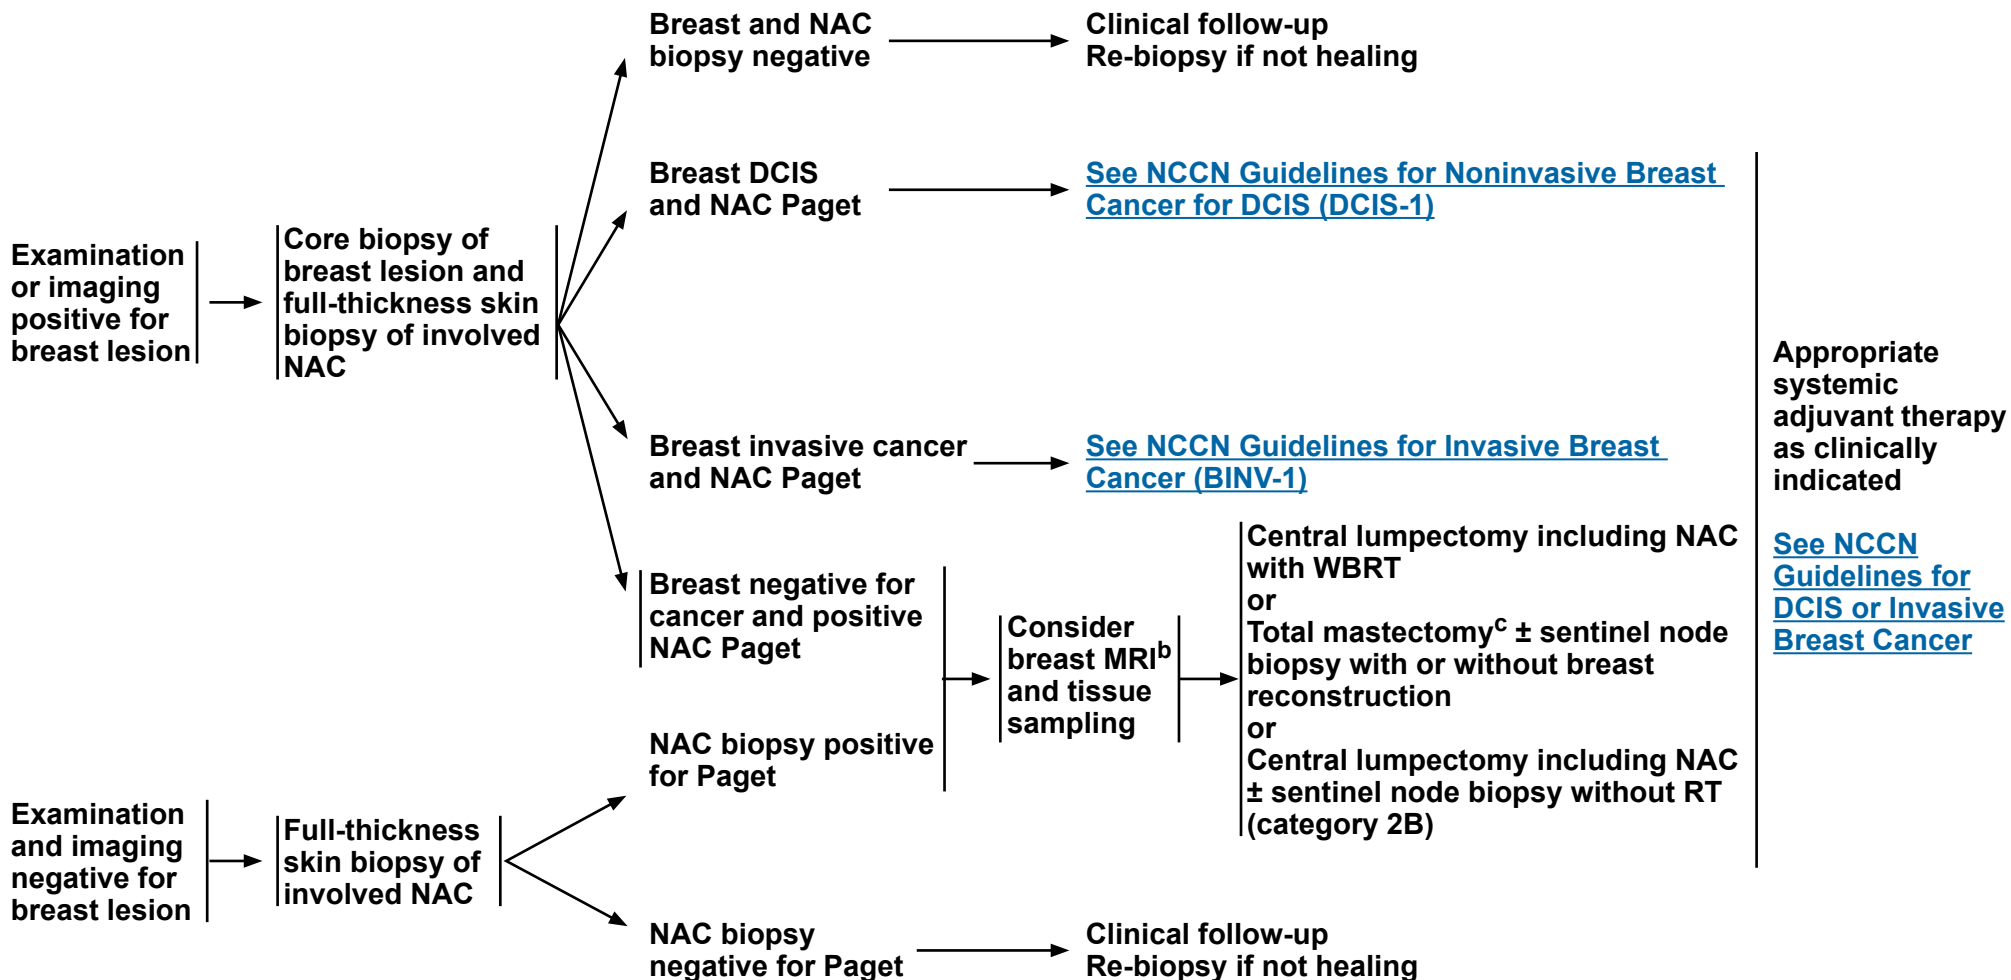 Breast and NAC
biopsy negative
Clinical follow-up
Re-biopsy if not healing
Breast DCIS
and NAC Paget
See NCCN Guidelines for Noninvasive Breast
Cancer for DCIS (DCIS-1)
Examination
or imaging
positive for
breast lesion
Core biopsy of
breast lesion and
full-thickness skin
biopsy of involved
NAC
Breast invasive cancer
and NAC Paget
See NCCN Guidelines for Invasive Breast
Cancer (BINV-1)
Breast negative for
cancer and positive
NAC Paget
NAC biopsy positive
for Paget
Consider
breast MRIb
and tissue
sampling
Central lumpectomy including NAC
with WBRT
or
Total mastectomyc ± sentinel node
biopsy with or without breast
reconstruction
or
Central lumpectomy including NAC
± sentinel node biopsy without RT
(category 2B)
Appropriate
systemic
adjuvant therapy
as clinically
indicated
See NCCN
Guidelines for
DCIS or Invasive
Breast Cancer
Examination
and imaging
negative for
breast lesion
Full-thickness
skin biopsy of
involved NAC
NAC biopsy
negative for Paget
Clinical follow-up
Re-biopsy if not healing